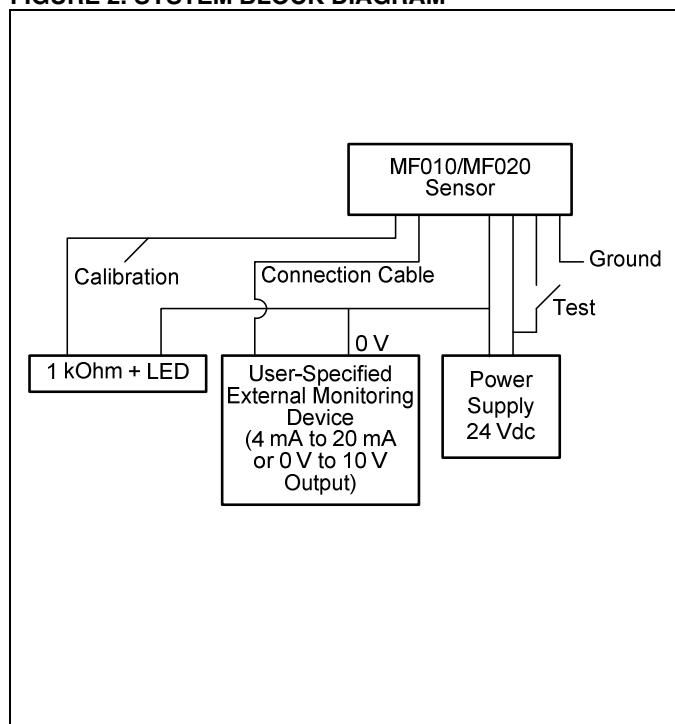 FIGURE 2. SYSTEM BLOCK DIAGRAM
MF010/MF020
Sensor
Calibration
Connection Cable
Ground
Test
0 V
1 kOhm + LED
User-Specified
External Monitoring
Device
(4 mA to 20 mA
or 0 V to 10 V
Output)
Power
Supply
24 Vdc